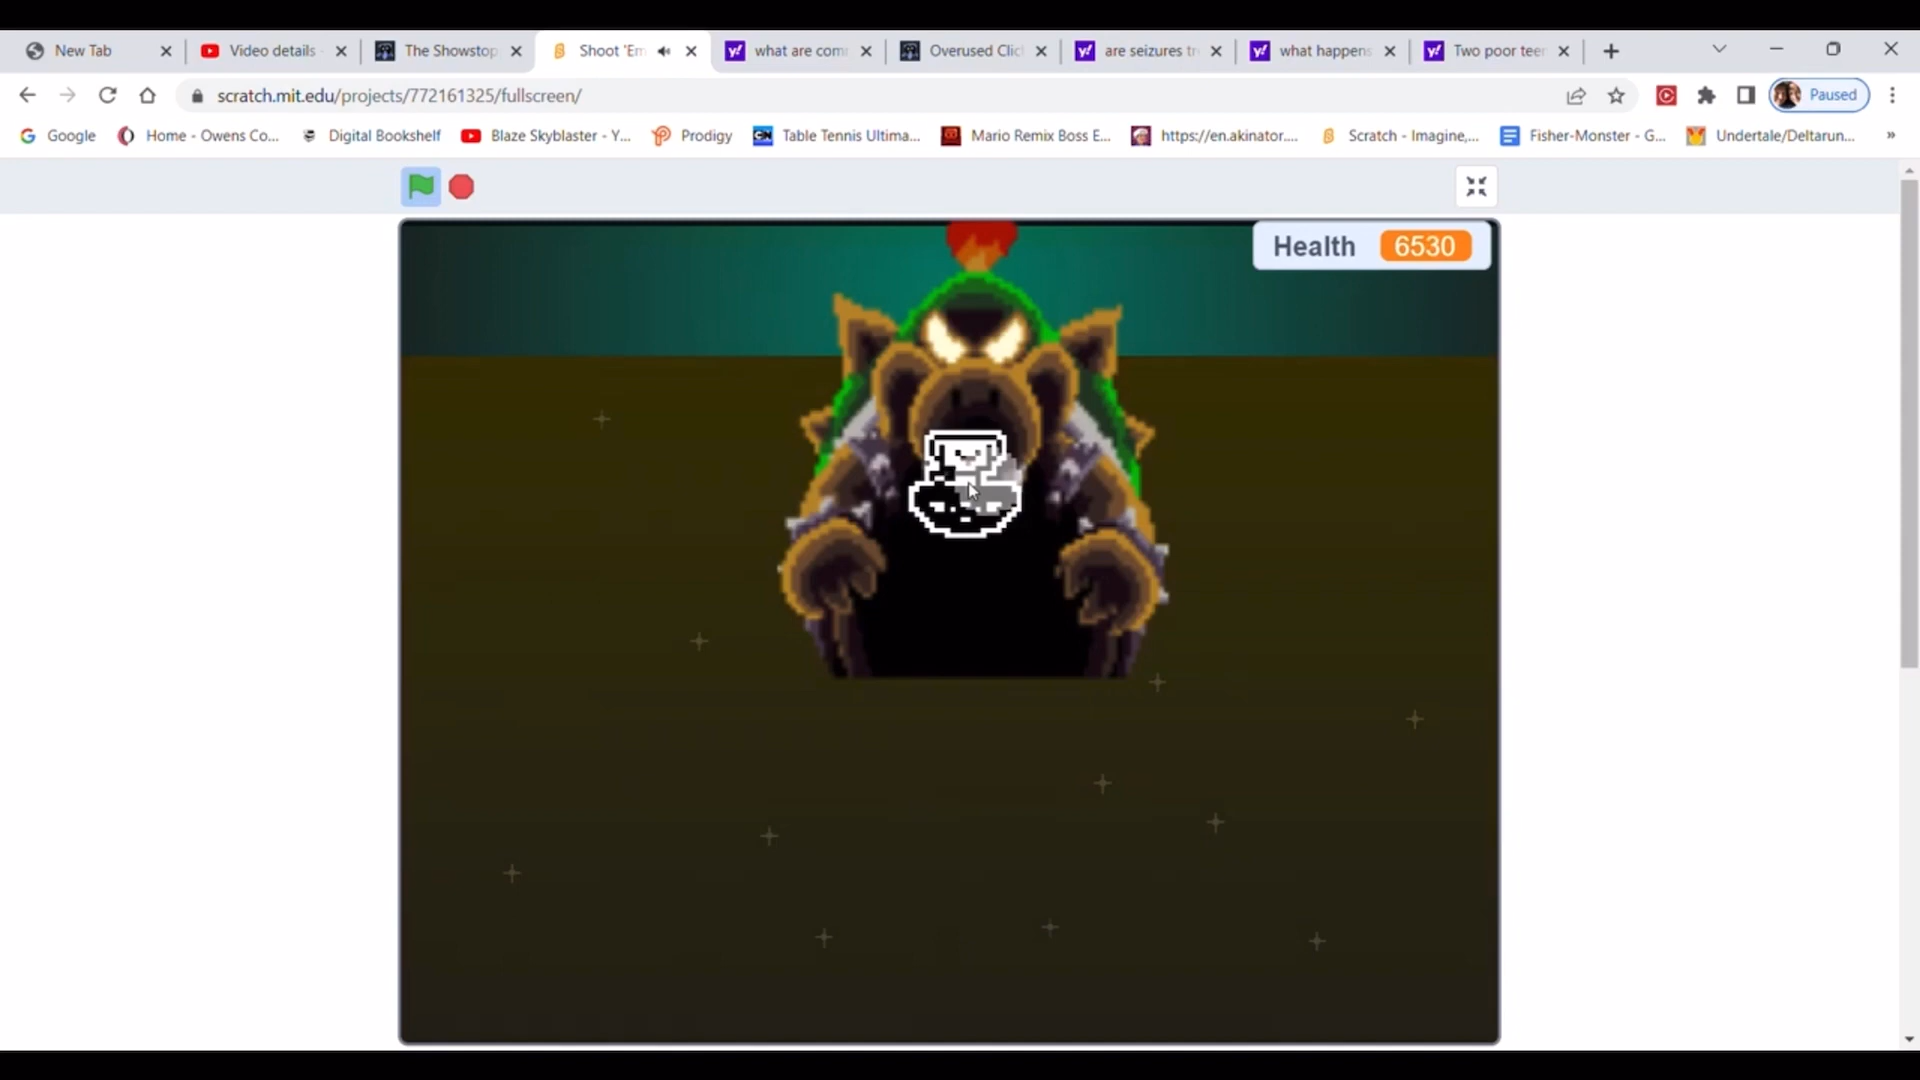 New Tab
Video details
The Showstop
Shoot 'Em
what are com
Overused Clic
are seizures tr
what happens
Two poor teen
scratch.mit.edu/projects/772161325/fullscreen/
Paused
Google
Home - Owens Co...
Digital Bookshelf
Blaze Skyblaster - Y...
Prodigy
Table Tennis Ultima...
Mario Remix Boss E...
https://en.akinator....
Scratch - Imagine,...
Fisher-Monster - G...
Undertale/Deltarun...
Health 6530